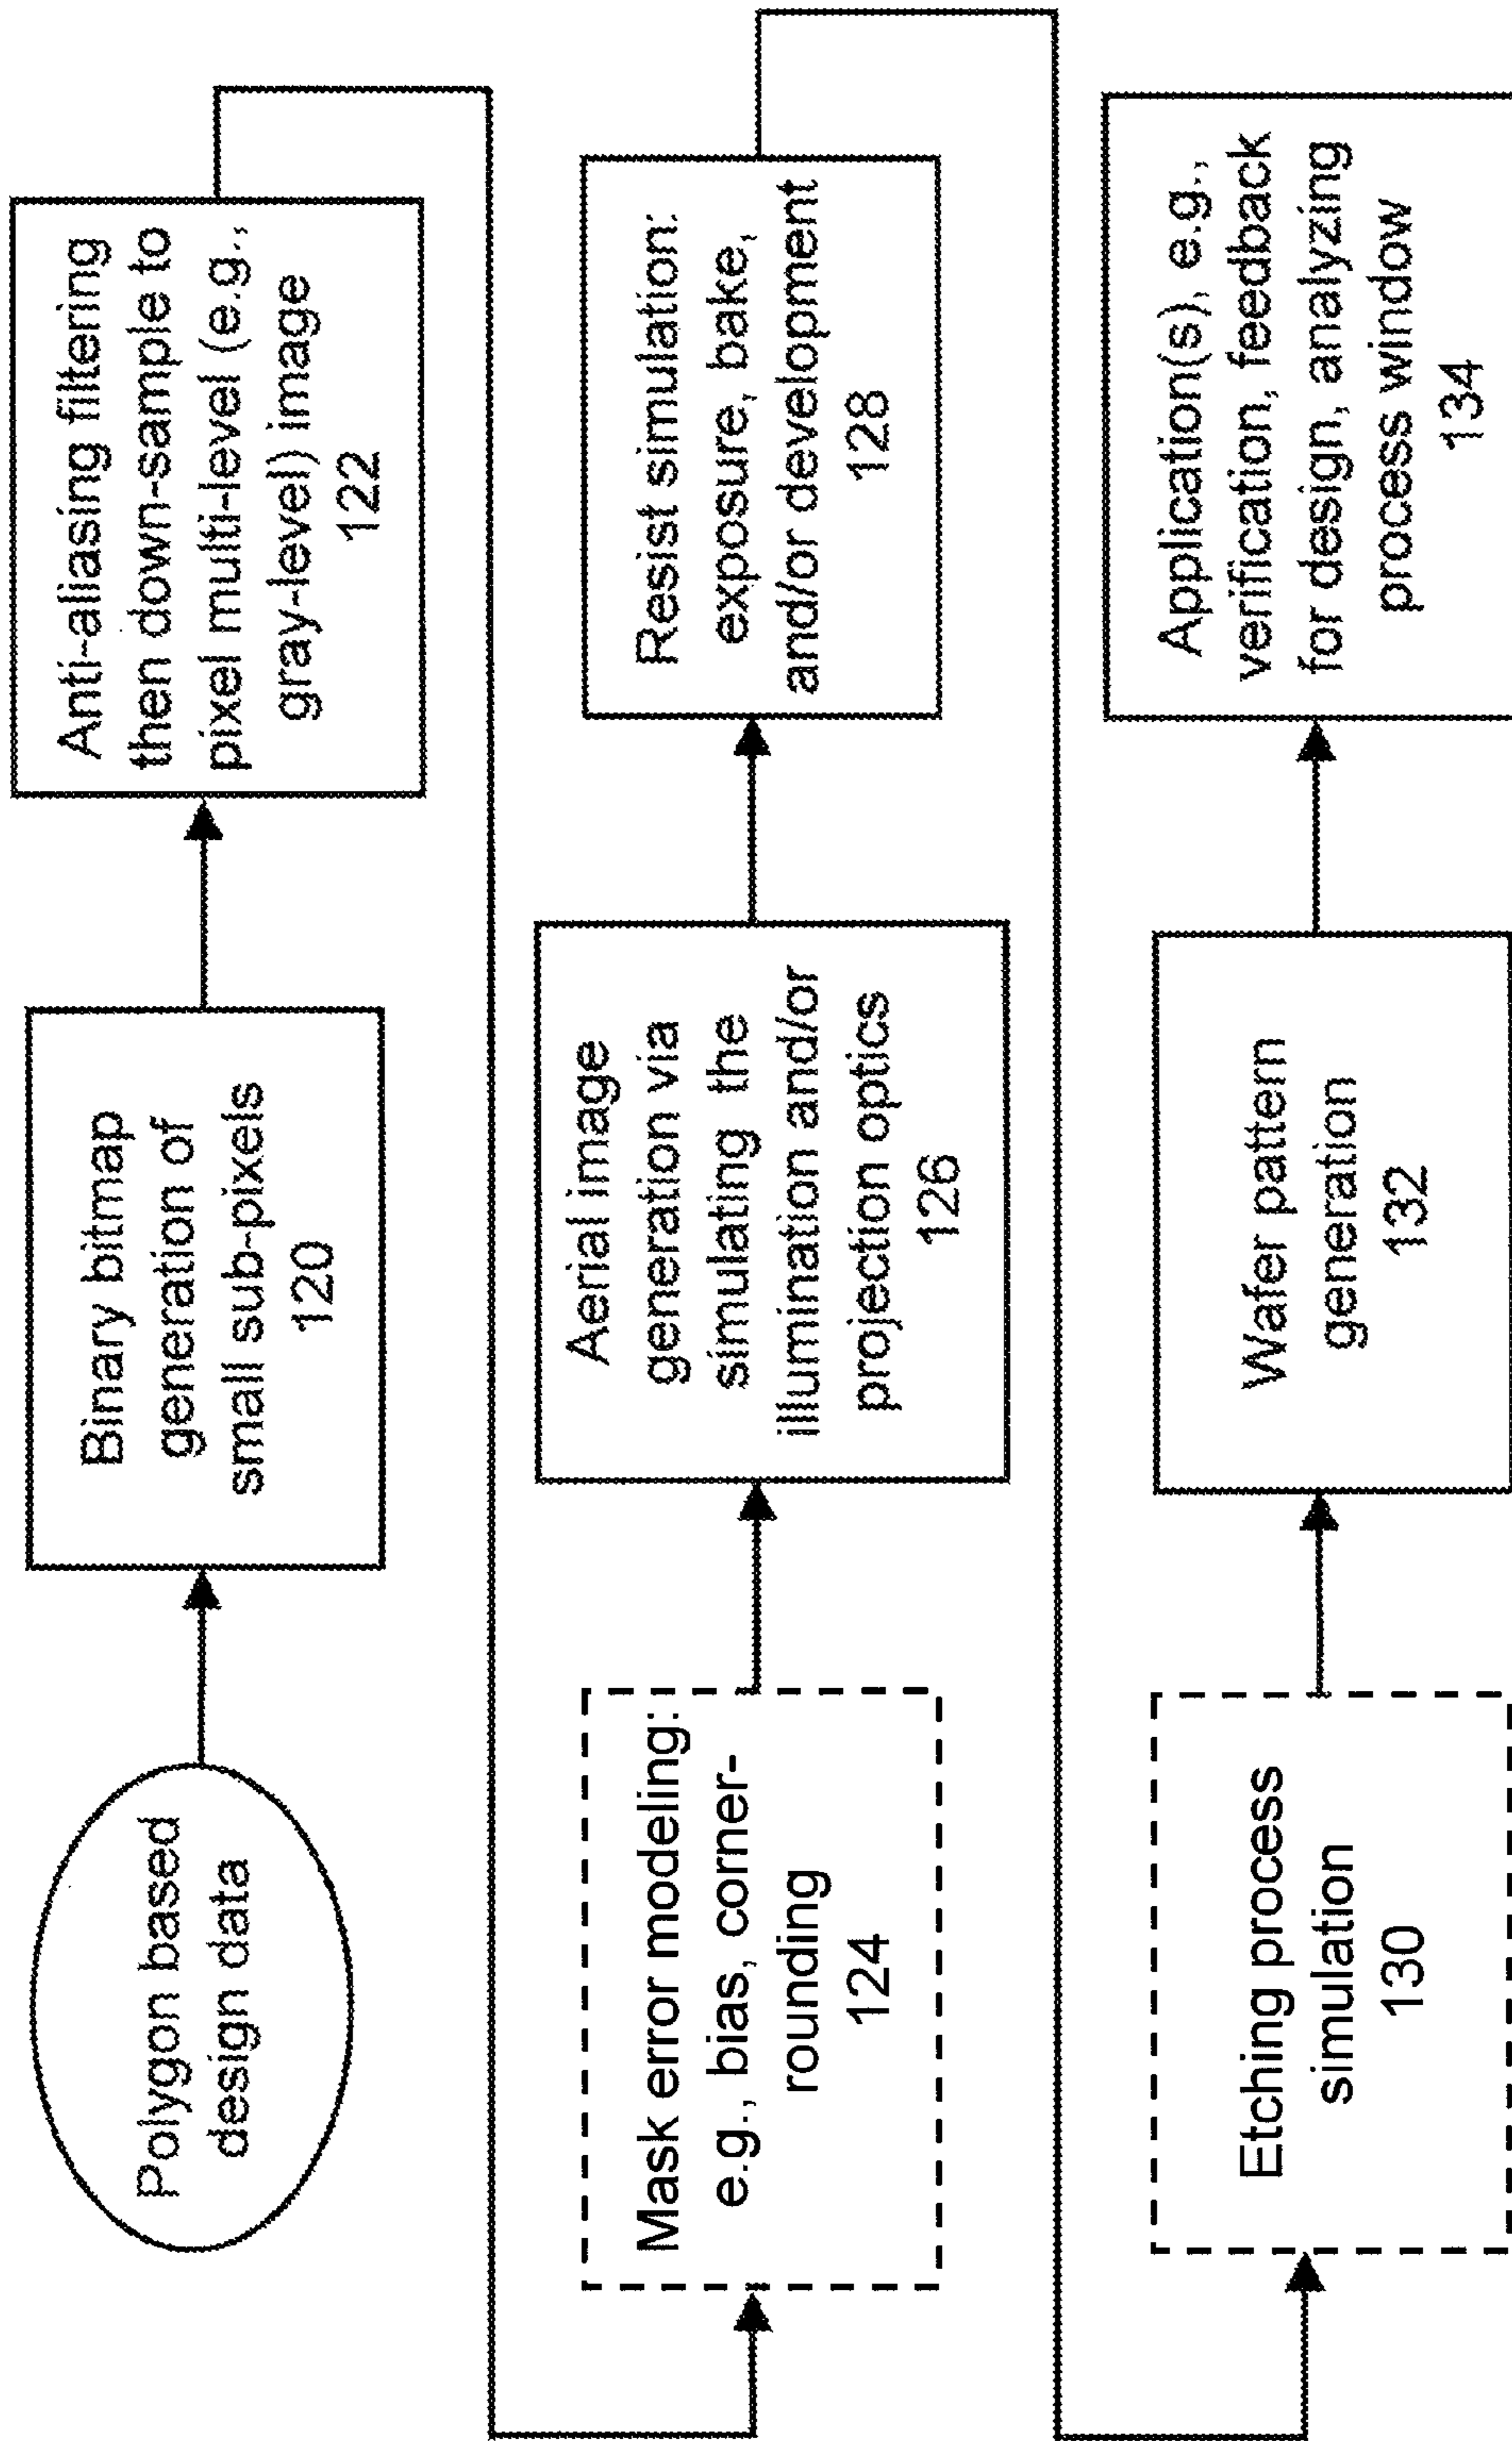 Polygon based
design data
Binary bitmap
generation of
small sub-pixels
120
Anti-aliasing filtering
then down-sample to
pixel multi-level (e.g.,
gray-level) image
122
Mask error modeling:
e.g., bias, corner-
rounding
124
Aerial image
generation via
simulating the
illumination and/or
projection optics
126
Resist simulation:
exposure, bake,
and/or development
128
Etching process
simulation
130
Wafer pattern
generation
132
Application(s), e.g.,
verification, feedback
for design, analyzing
process window
134